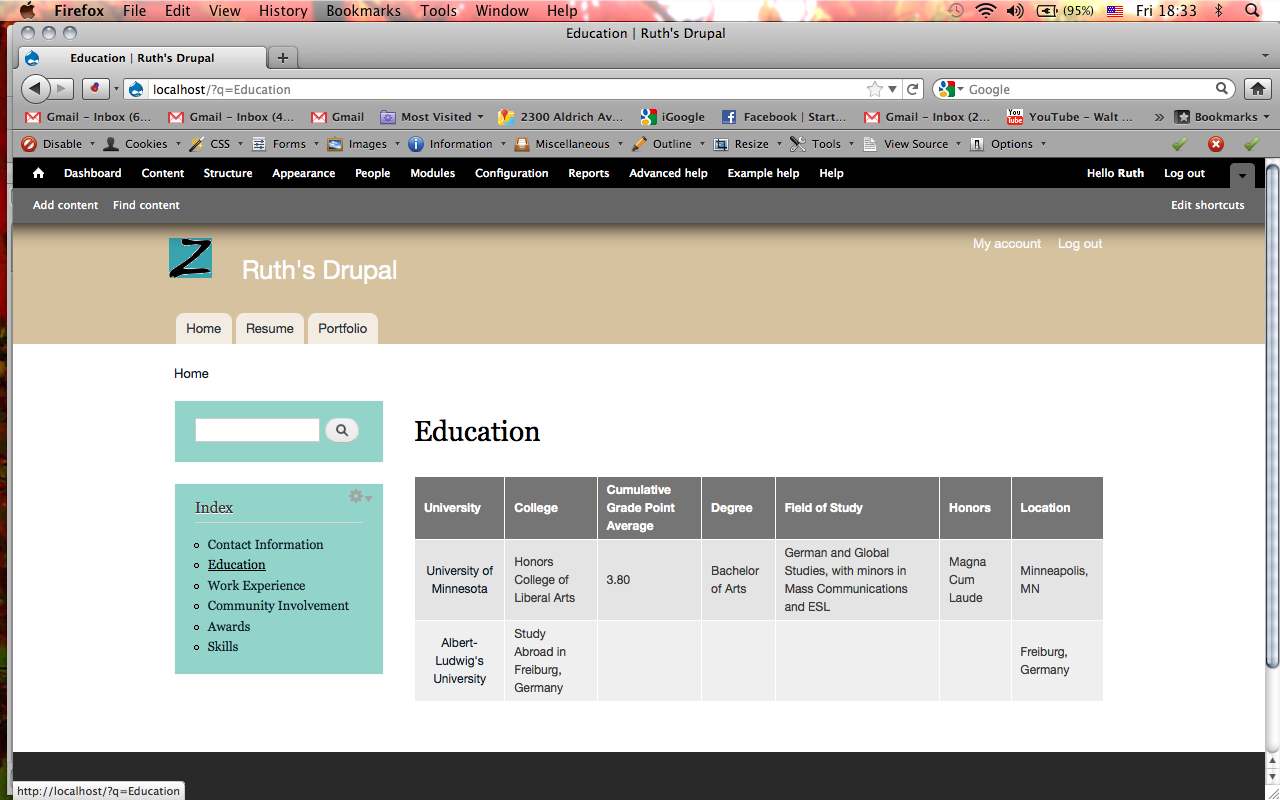 Firefox File Edit View History Bookmarks Tools Window Help (95%) Fri 18:33
Education | Ruth's Drupal
Education | Ruth's Drupal
localhost/?q=Education Google
Gmail – Inbox (6... Gmail – Inbox (4... Gmail Most Visited 2300 Aldrich Av... iGoogle Facebook | Start... Gmail – Inbox (2... YouTube – Walt ... » Bookmarks
Disable Cookies CSS Forms Images Information Miscellaneous Outline Resize Tools View Source Options
Dashboard Content Structure Appearance People Modules Configuration Reports Advanced help Example help Help Hello Ruth Log out
Add content Find content Edit shortcuts
My account Log out
Z
Ruth's Drupal
Home Resume Portfolio
Home
Education
Index
Contact Information
Education
Work Experience
Community Involvement
Awards
Skills
University College Cumulative Grade Point Average Degree Field of Study Honors Location
University of Minnesota Honors College of Liberal Arts 3.80 Bachelor of Arts German and Global Studies, with minors in Mass Communications and ESL Magna Cum Laude Minneapolis, MN
Albert-Ludwig's University Study Abroad in Freiburg, Germany Freiburg, Germany
http://localhost/?q=Education